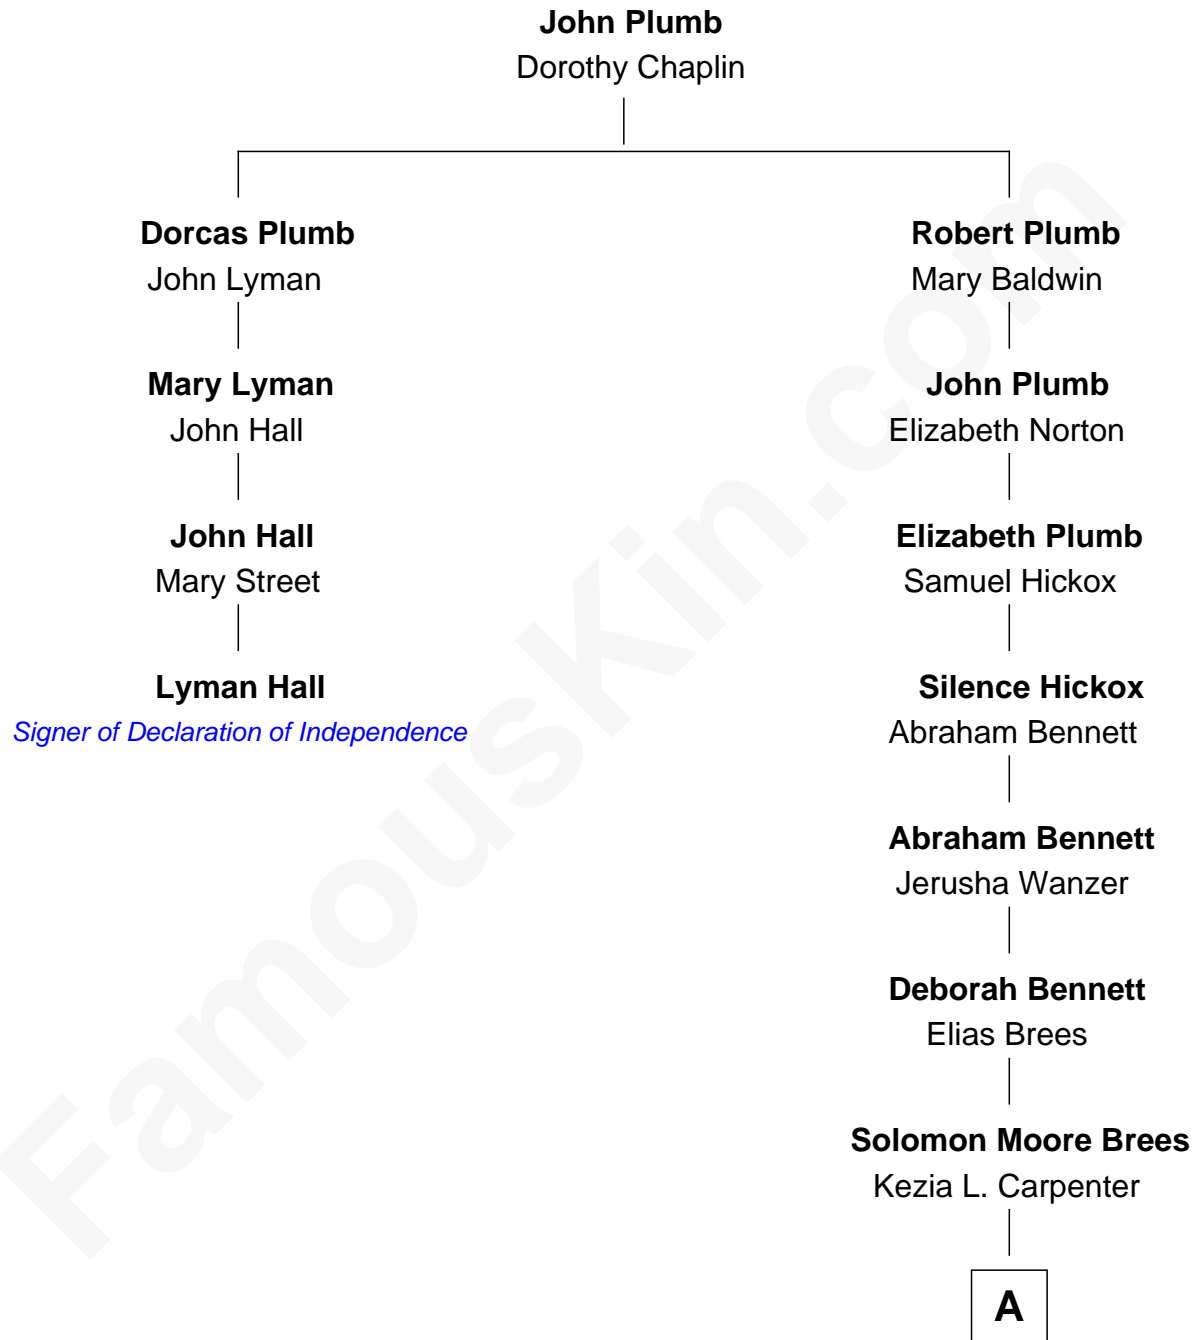 John Plumb
Dorothy Chaplin
Dorcas Plumb
John Lyman
Mary Lyman
John Hall
John Hall
Mary Street
Lyman Hall
Signer of Declaration of Independence
Robert Plumb
Mary Baldwin
John Plumb
Elizabeth Norton
Elizabeth Plumb
Samuel Hickox
Silence Hickox
Abraham Bennett
Abraham Bennett
Jerusha Wanzer
Deborah Bennett
Elias Brees
Solomon Moore Brees
Kezia L. Carpenter
A
FamousKin.com